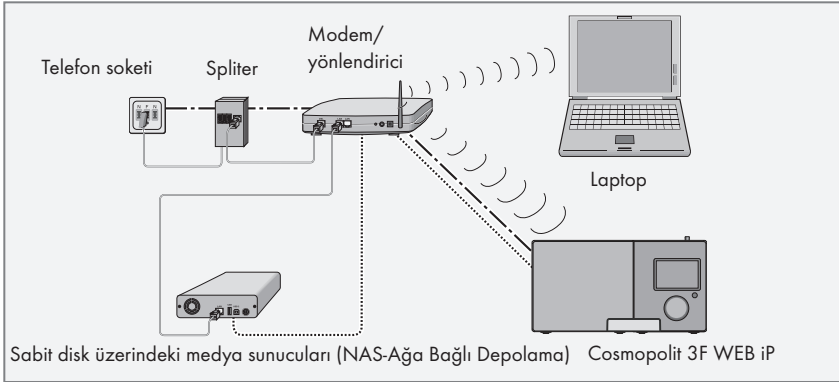 Telefon soketi
Spliter
Modem/
yönlendirici
Laptop
Sabit disk üzerindeki medya sunucuları (NAS-Ağa Bağlı Depolama)
Cosmopolit 3F WEB iP